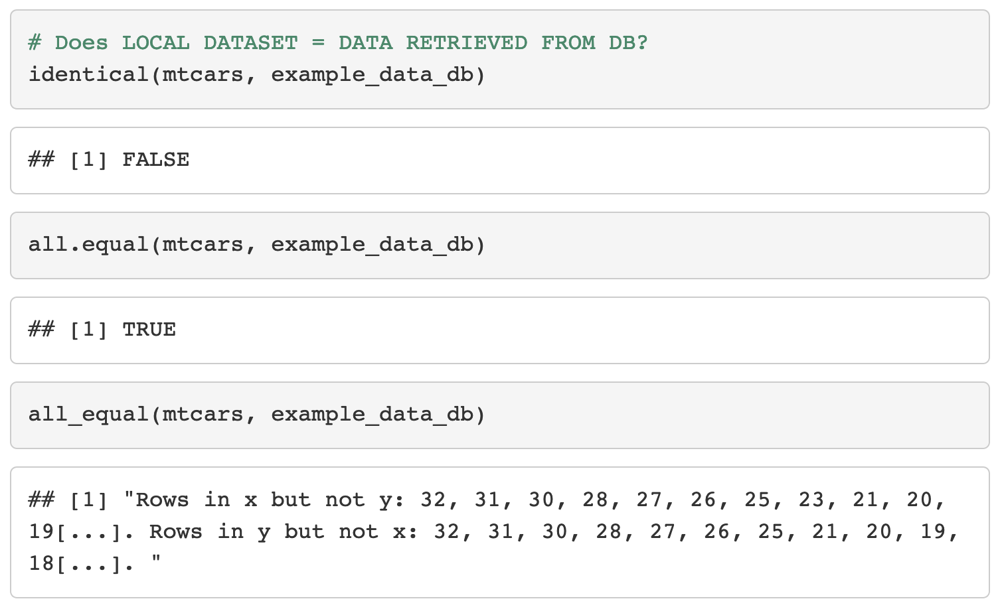 # Does LOCAL DATASET = DATA RETRIEVED FROM DB?
identical(mtcars, example_data_db)
## [1] FALSE
all.equal(mtcars, example_data_db)
## [1] TRUE
all_equal(mtcars, example_data_db)
## [1] "Rows in x but not y: 32, 31, 30, 28, 27, 26, 25, 23, 21, 20,
19[...]. Rows in y but not x: 32, 31, 30, 28, 27, 26, 25, 21, 20, 19,
18[...]. "